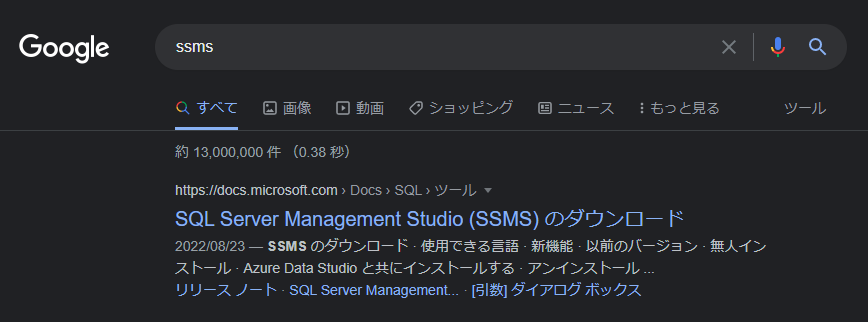 Google ssms
すべて 画像 動画 ショッピング ニュース もっと見る ツール
約 13,000,000 件 （0.38 秒）
https://docs.microsoft.com › Docs › SQL › ツール
SQL Server Management Studio (SSMS) のダウンロード
2022/08/23 — SSMS のダウンロード · 使用できる言語 · 新機能 · 以前のバージョン · 無人イン
ストール · Azure Data Studio と共にインストールする · アンインストール ...
リリース ノート · SQL Server Management... · [引数] ダイアログ ボックス